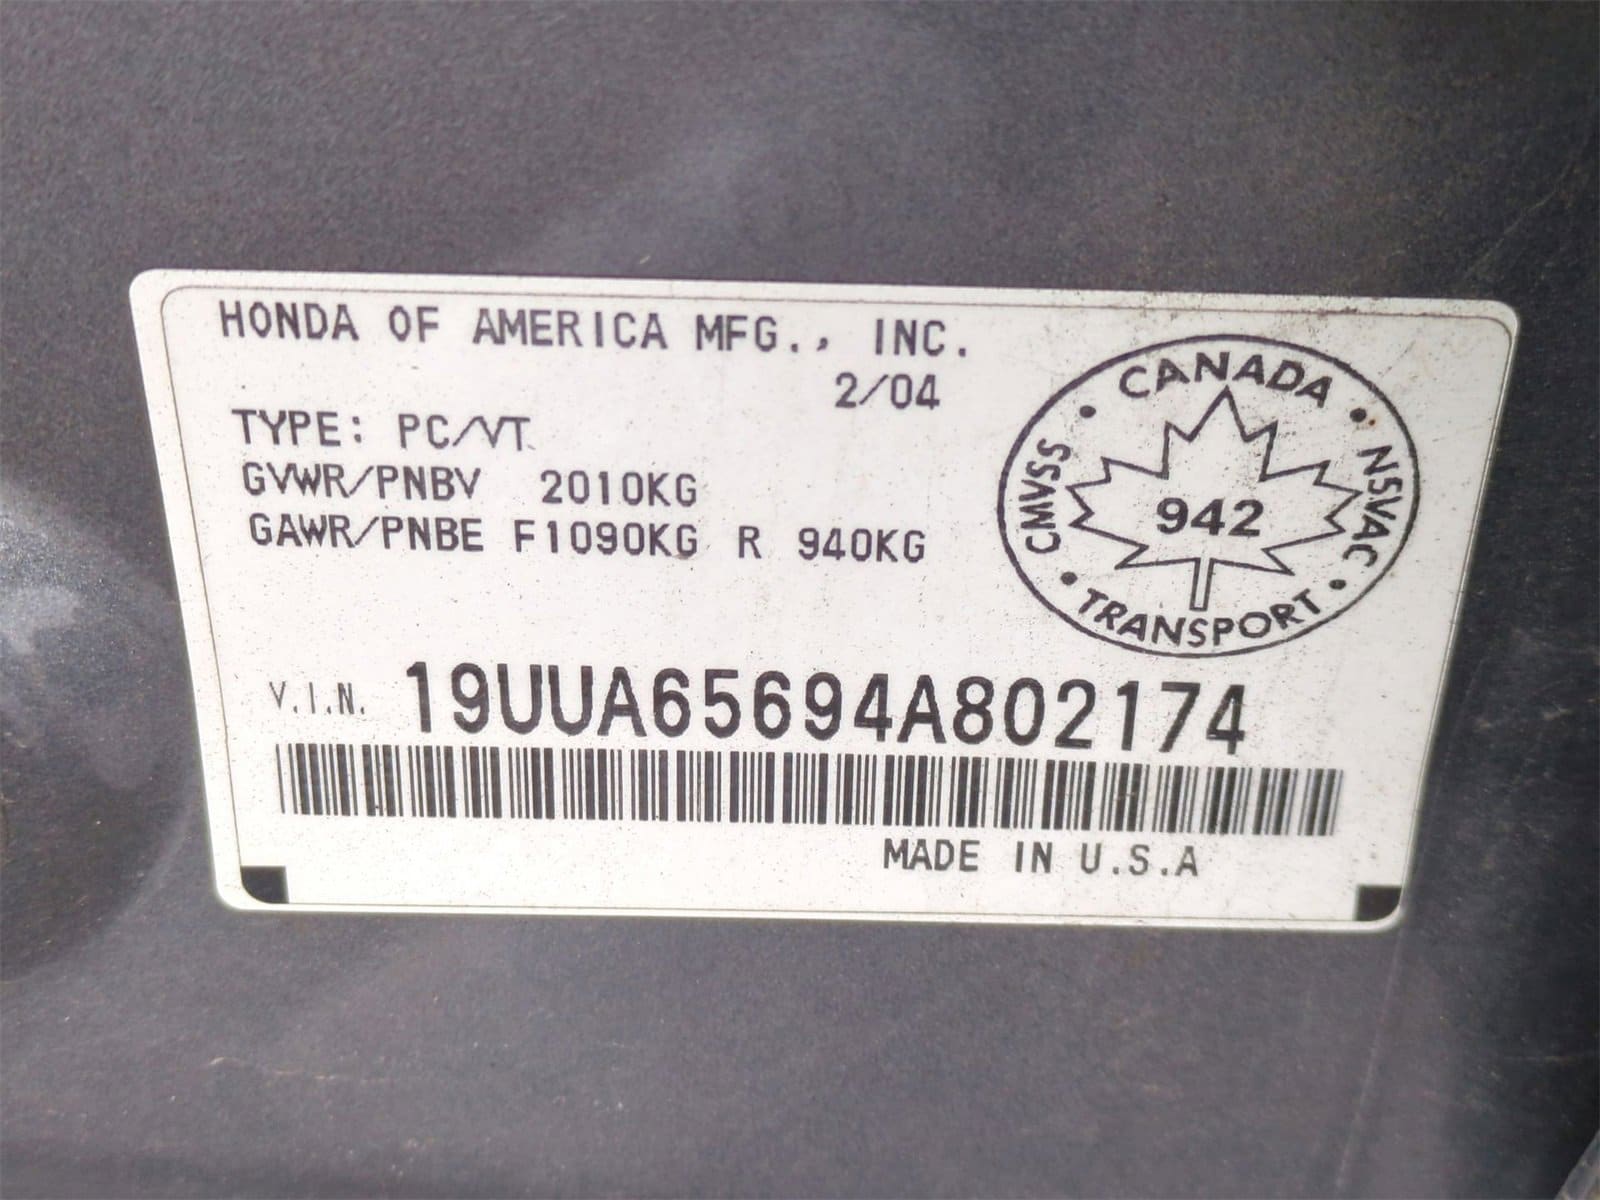 HONDA OF AMERICA MFG., INC.
2/04
TYPE: PC/VT
GVWR/PNBV 2010KG
GAWR/PNBE F1090KG R 940KG
CANADA
CMVSS
NSVAC
942
TRANSPORT
V.I.N. 19UUA65694A802174
MADE IN U.S.A